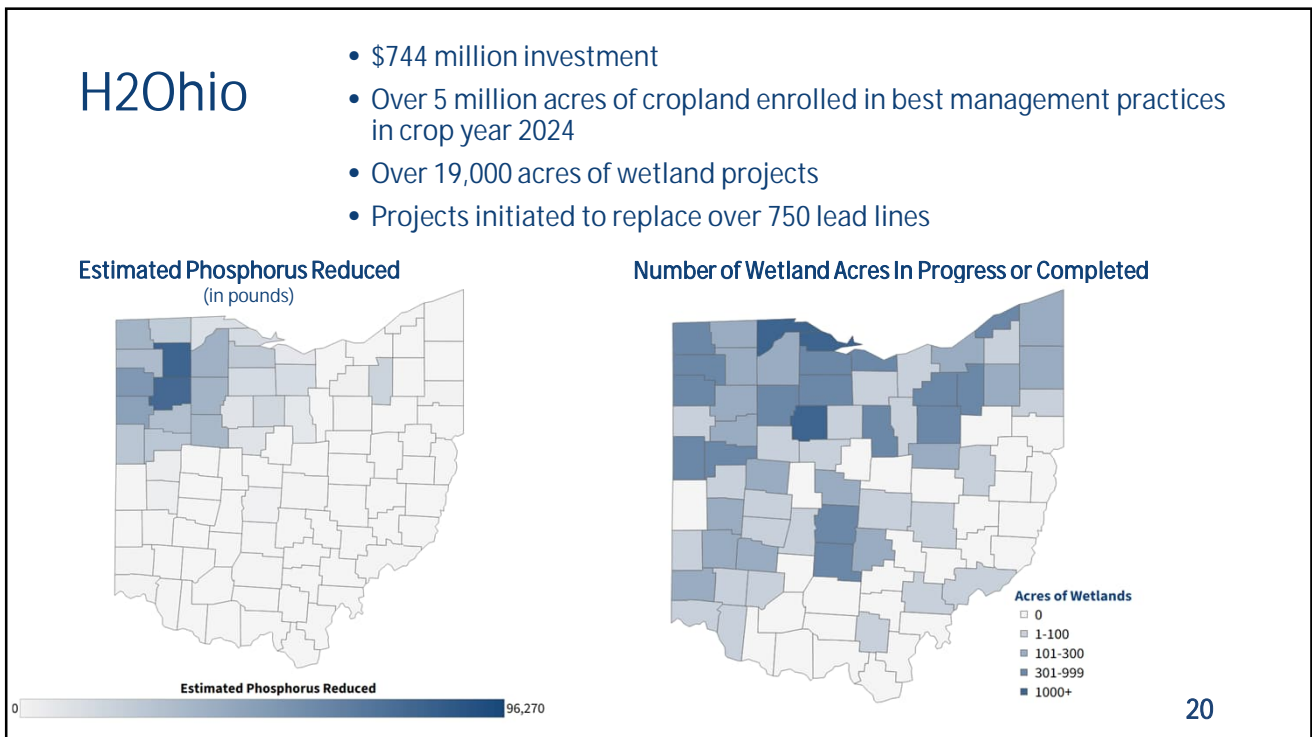 H2Ohio
• $744 million investment
• Over 5 million acres of cropland enrolled in best management practices
in crop year 2024
• Over 19,000 acres of wetland projects
• Projects initiated to replace over 750 lead lines
Estimated Phosphorus Reduced
(in pounds)
Number of Wetland Acres In Progress or Completed
Acres of Wetlands
0
1-100
101-300
301-999
1000+
Estimated Phosphorus Reduced
0
96,270
20